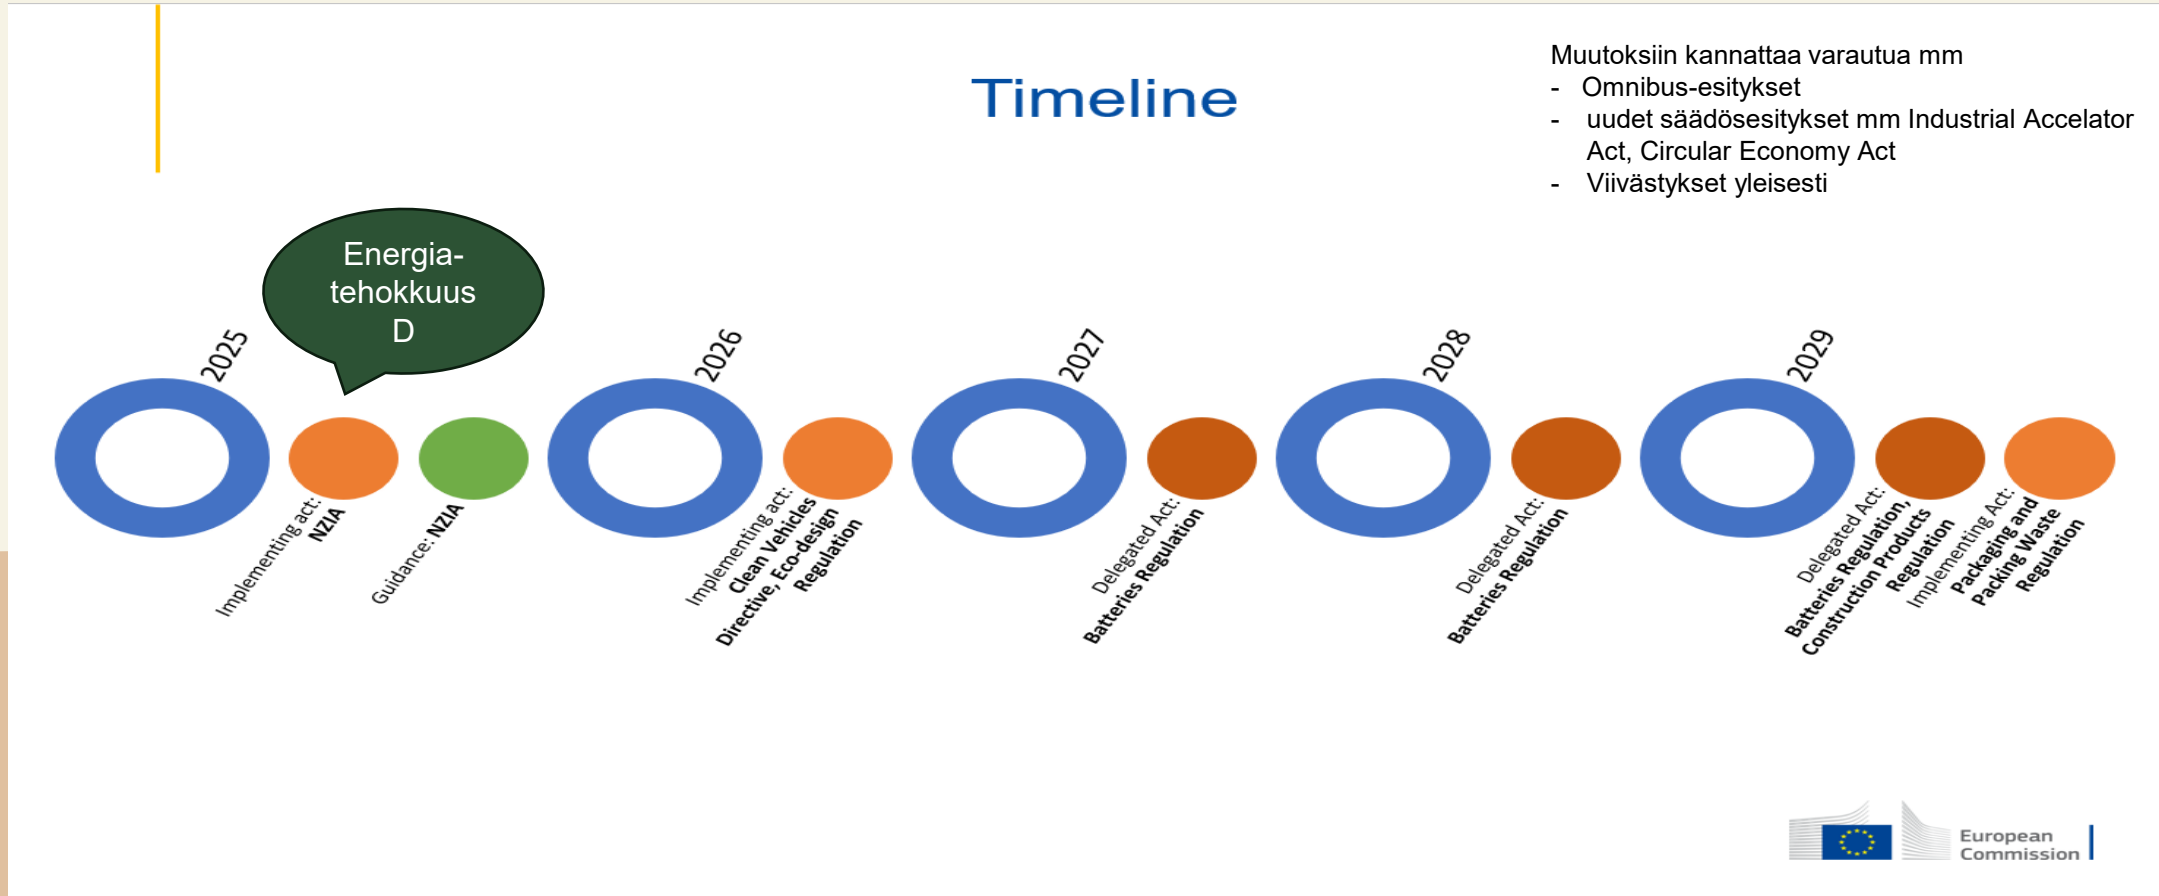 Timeline
Muutoksiin kannattaa varautua mm
- Omnibus-esitykset
- uudet säädösesitykset mm Industrial Accelator
Act, Circular Economy Act
- Viivästykset yleisesti
Energia-
tehokkuus
D
2025
Implementing act:
NZIA
Guidance: NZIA
2026
Implementing act:
Clean Vehicles
Directive, Eco-design
Regulation
2027
Delegated Act:
Batteries Regulation
2028
Delegated Act:
Batteries Regulation
2029
Delegated Act:
Batteries Regulation,
Construction Products
Regulation
Implementing Act:
Packaging and
Packing Waste
Regulation
European
Commission